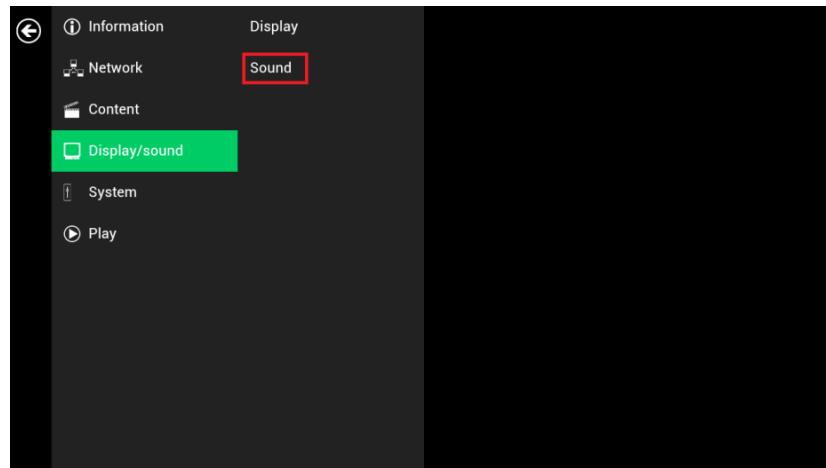 Information
Network
Content
Display/sound
System
Play
Display
Sound